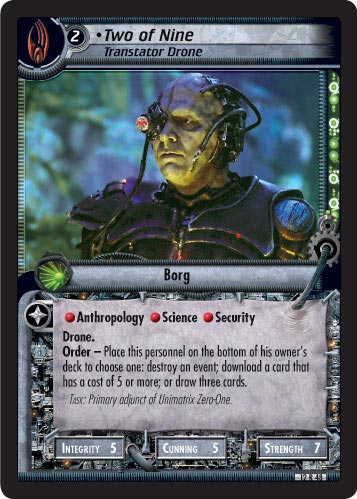 2
•Two of Nine
Transtator Drone
Borg
Anthropology Science Security
Drone.
Order – Place this personnel on the bottom of his owner's
deck to choose one: destroy an event; download a card that
has a cost of 5 or more; or draw three cards.
Task: Primary adjunct of Unimatrix Zero-One.
Integrity 5 Cunning 5 Strength 7